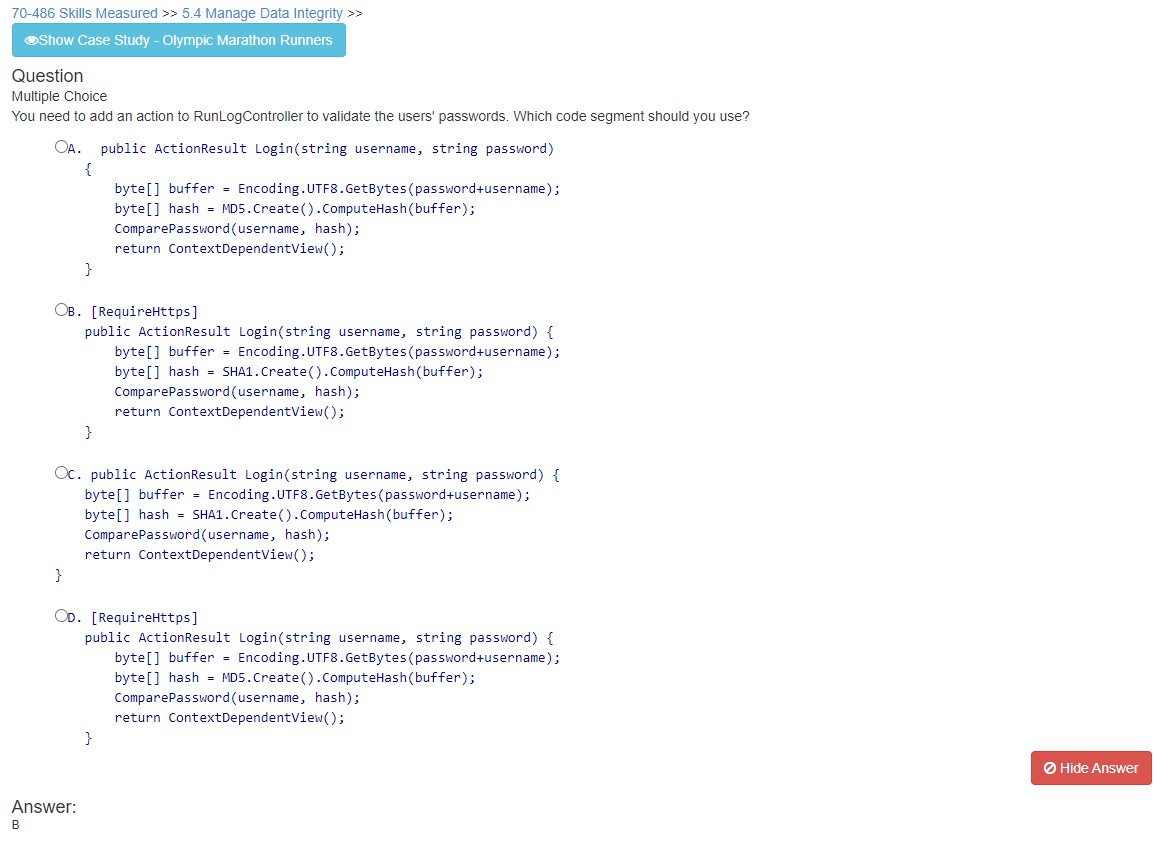 70-486 Skills Measured >> 5.4 Manage Data Integrity >>
Show Case Study - Olympic Marathon Runners
Question
Multiple Choice
You need to add an action to RunLogController to validate the users' passwords. Which code segment should you use?
A. public ActionResult Login(string username, string password)
{
byte[] buffer = Encoding.UTF8.GetBytes(password+username);
byte[] hash = MD5.Create().ComputeHash(buffer);
ComparePassword(username, hash);
return ContextDependentView();
}
B. [RequireHttps]
public ActionResult Login(string username, string password) {
byte[] buffer = Encoding.UTF8.GetBytes(password+username);
byte[] hash = SHA1.Create().ComputeHash(buffer);
ComparePassword(username, hash);
return ContextDependentView();
}
C. public ActionResult Login(string username, string password) {
byte[] buffer = Encoding.UTF8.GetBytes(password+username);
byte[] hash = SHA1.Create().ComputeHash(buffer);
ComparePassword(username, hash);
return ContextDependentView();
}
D. [RequireHttps]
public ActionResult Login(string username, string password) {
byte[] buffer = Encoding.UTF8.GetBytes(password+username);
byte[] hash = MD5.Create().ComputeHash(buffer);
ComparePassword(username, hash);
return ContextDependentView();
}
Hide Answer
Answer:
B